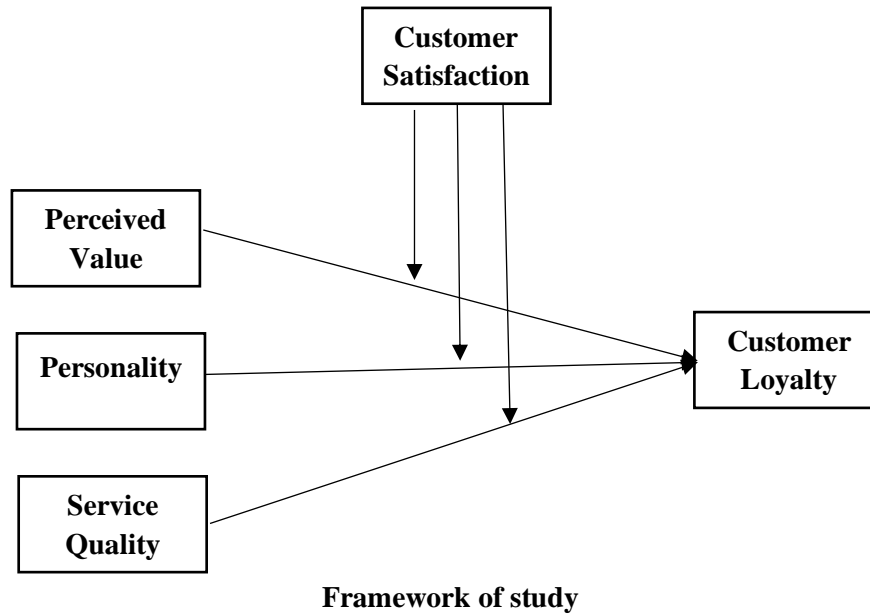 Customer
Satisfaction
Perceived
Value
Personality
Customer
Loyalty
Service
Quality
Framework of study